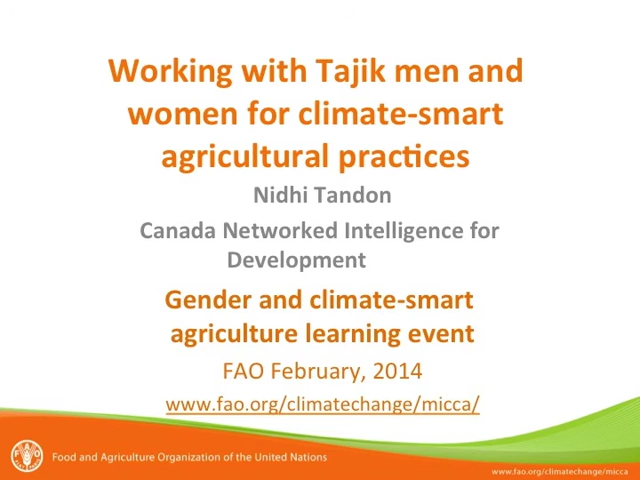 Working with Tajik men and
women for climate-smart
agricultural practices
Nidhi Tandon
Canada Networked Intelligence for
Development
Gender and climate-smart
agriculture learning event
FAO February, 2014
www.fao.org/climatechange/micca/
Food and Agriculture Organization of the United Nations
www.fao.org/climatechange/micca